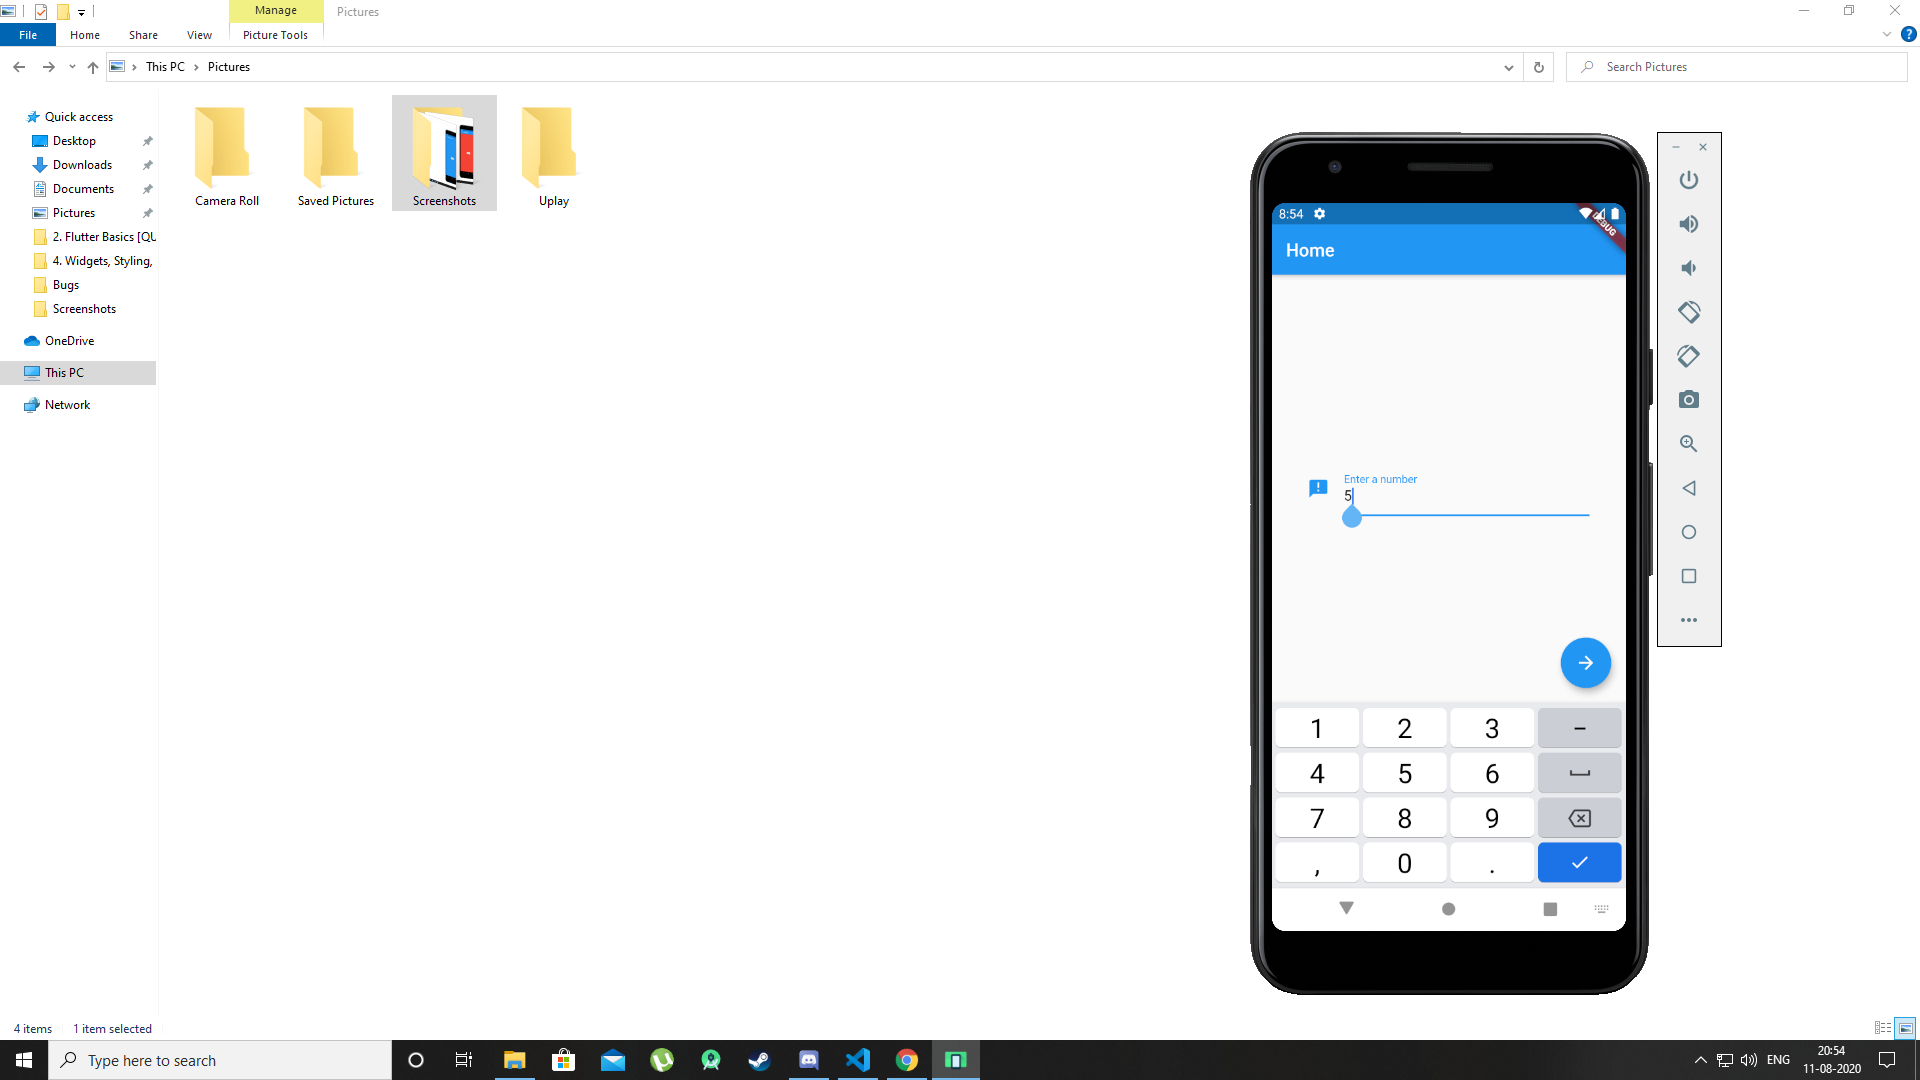 Manage
Pictures
File
Home
Share
View
Picture Tools
This PC
Pictures
Search Pictures
Quick access
Desktop
Downloads
Documents
Pictures
2. Flutter Basics [QU
4. Widgets, Styling,
Bugs
Screenshots
OneDrive
This PC
Network
Camera Roll
Saved Pictures
Screenshots
Uplay
8:54
DEBUG
Home
Enter a number
5
1 2 3 –
4 5 6
7 8 9
, 0 .
4 items
1 item selected
Type here to search
ENG
20:54
11-08-2020